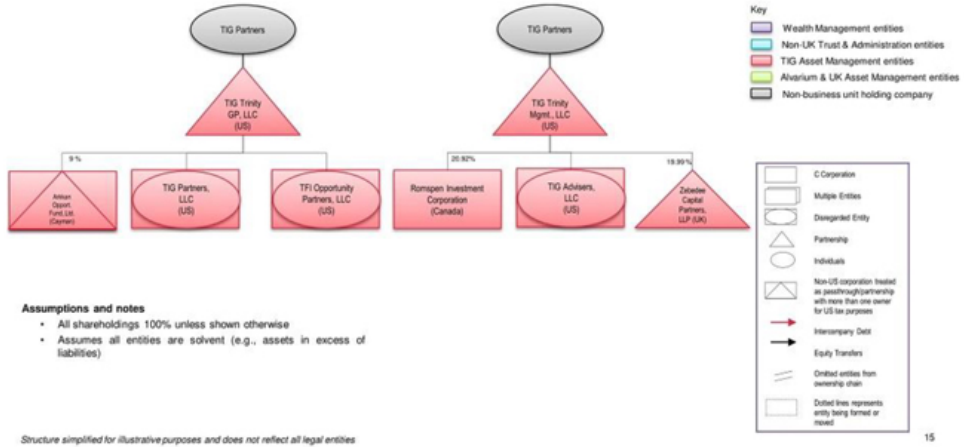 TIG Partners
TIG Partners
TIG Trinity
GP, LLC
(US)
TIG Trinity
Mgmt., LLC
(US)
9 %
20.92%
19.99%
Arkkan
Opport.
Fund, Ltd.
(Cayman)
TIG Partners,
LLC
(US)
TFI Opportunity
Partners, LLC
(US)
Romspen Investment
Corporation
(Canada)
TIG Advisers,
LLC
(US)
Zebedee
Capital
Partners,
LLP (UK)
Key
Wealth Management entities
Non-UK Trust & Administration entities
TIG Asset Management entities
Alvarium & UK Asset Management entities
Non-business unit holding company
C Corporation
Multiple Entities
Disregarded Entity
Partnership
Individuals
Non-US corporation treated
as passthrough/partnership
with more than one owner
for US tax purposes
Intercompany Debt
Equity Transfers
Omitted entities from
ownership chain
Dotted lines represents
entity being formed or
moved
Assumptions and notes
• All shareholdings 100% unless shown otherwise
• Assumes all entities are solvent (e.g., assets in excess of
liabilities)
Structure simplified for illustrative purposes and does not reflect all legal entities
15